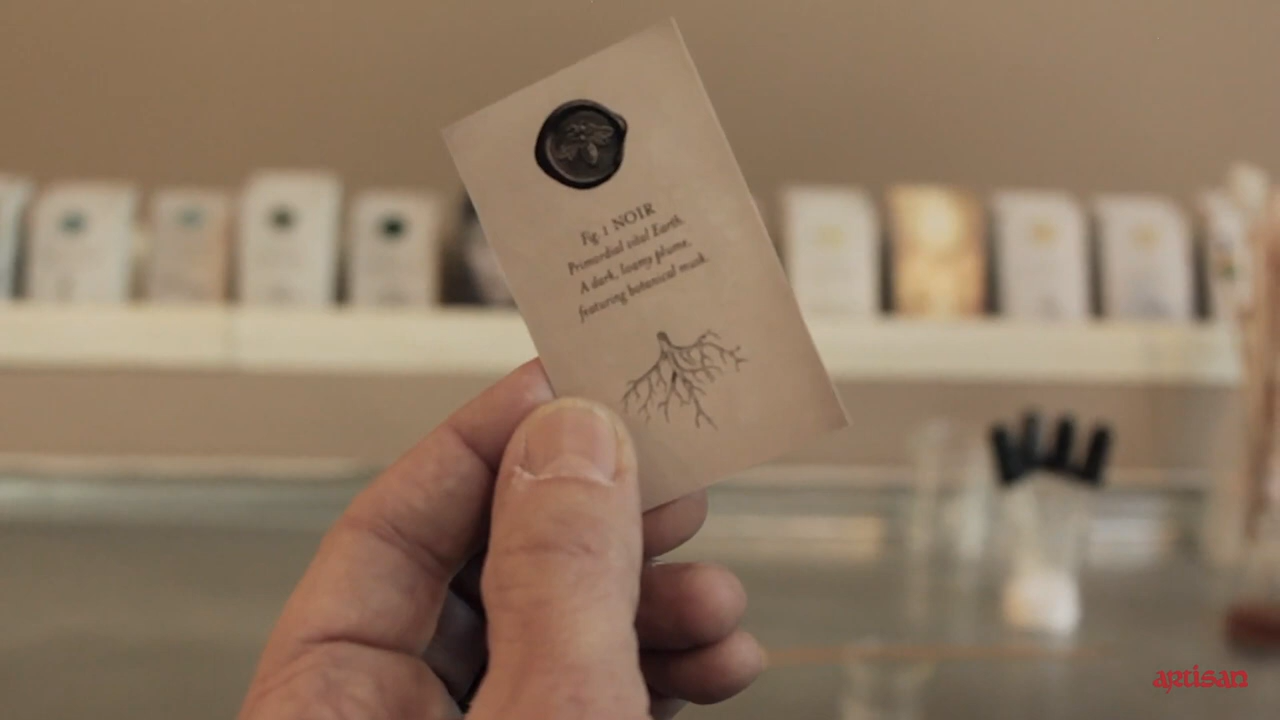 Fig. 1 NOIR
Primordial vital Earth.
A dark, loamy plume,
featuring botanical musk.
artisan